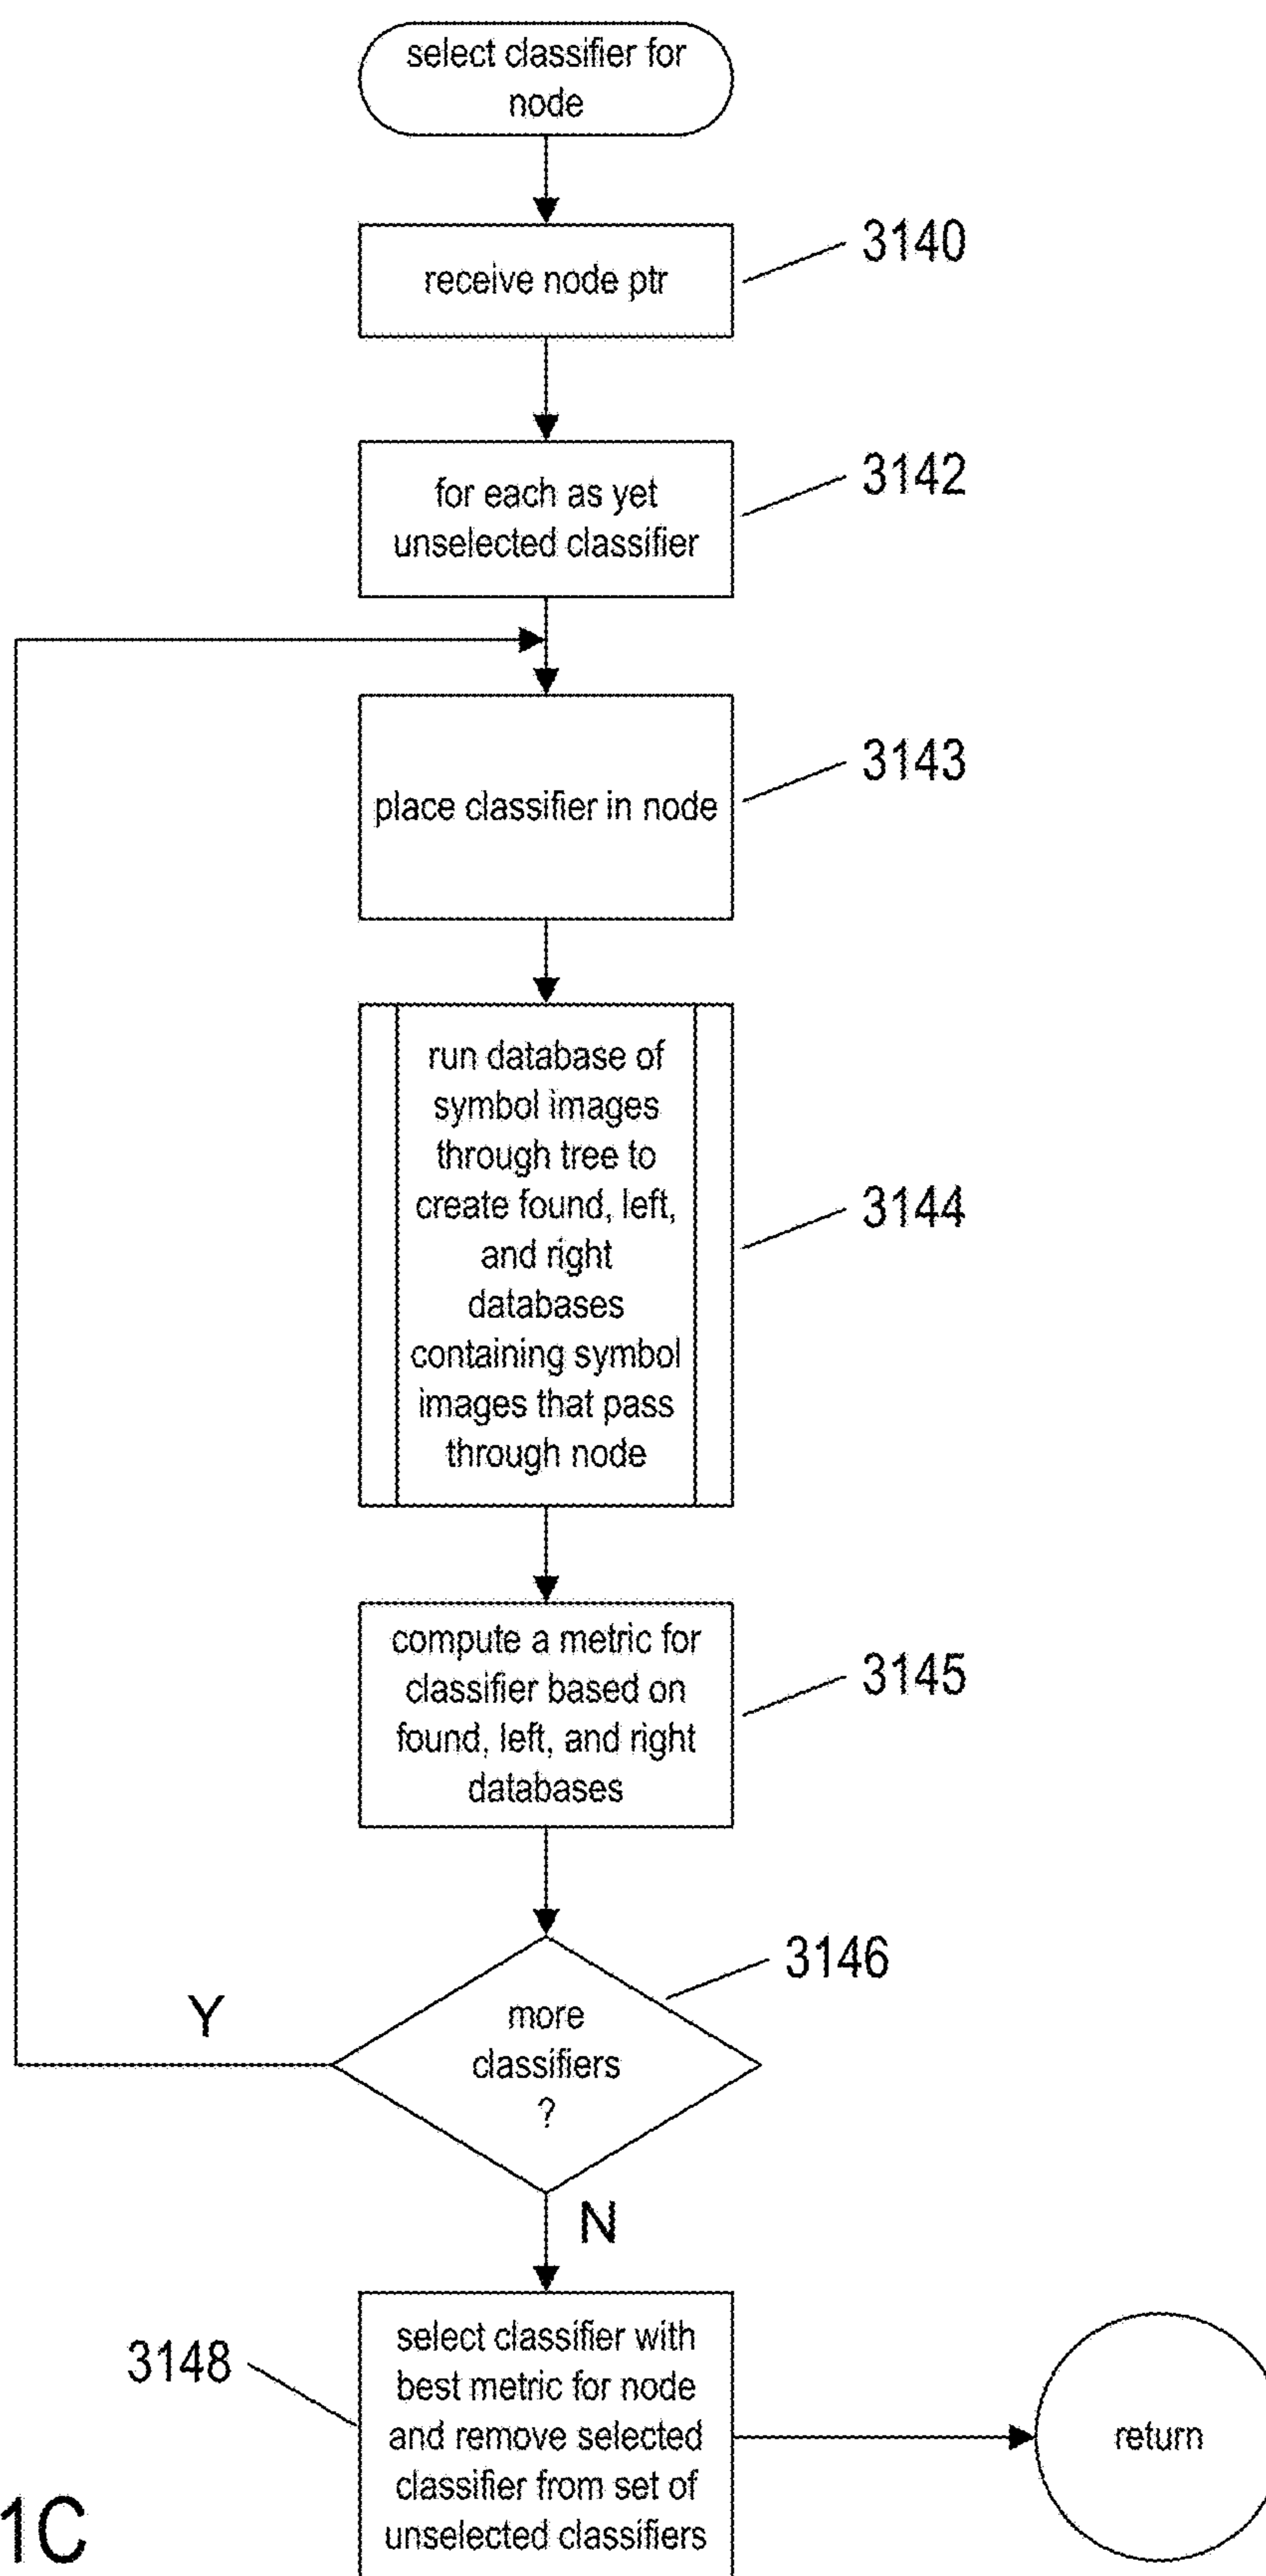 select classifier for
node
3140
receive node ptr
3142
for each as yet
unselected classifier
3143
place classifier in node
run database of
symbol images
through tree to
create found, left,
and right
databases
containing symbol
images that pass
through node
3144
compute a metric for
classifier based on
found, left, and right
databases
3145
3146
more
classifiers
?
Y
N
3148
select classifier with
best metric for node
and remove selected
classifier from set of
unselected classifiers
return
1C